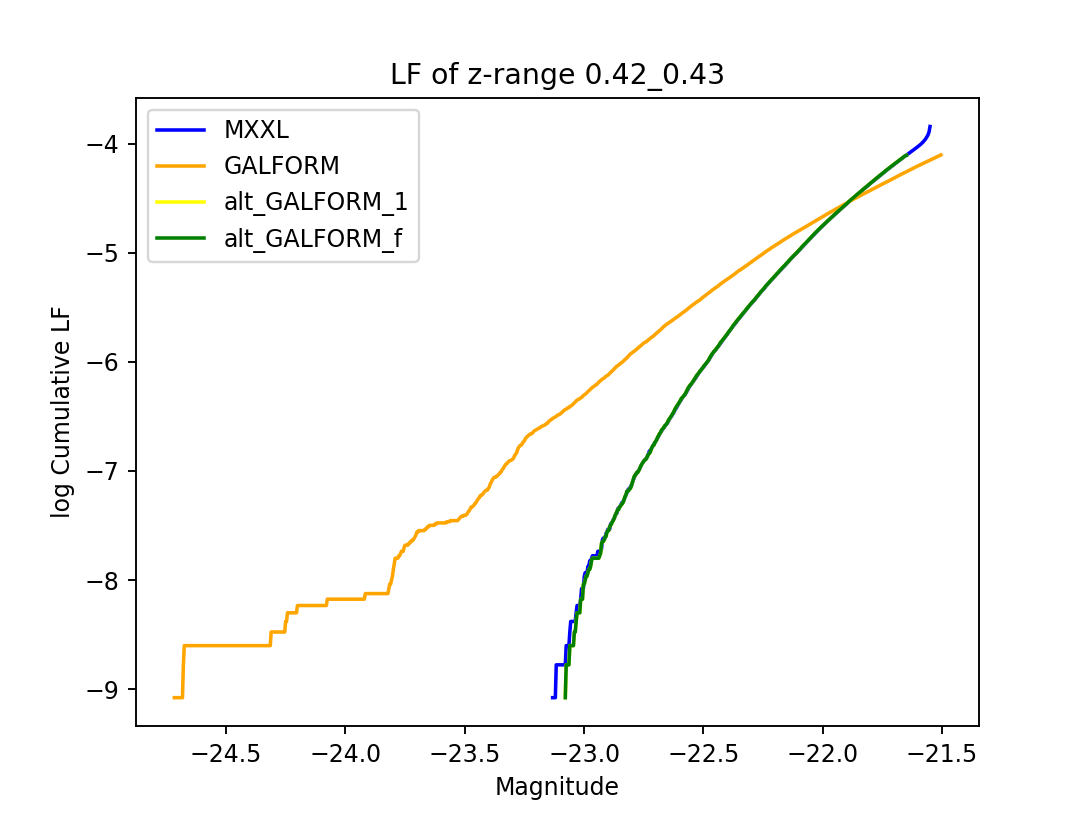 LF of z-range 0.42_0.43
MXXL
GALFORM
alt_GALFORM_1
alt_GALFORM_f
log Cumulative LF
−4
−5
−6
−7
−8
−9
−24.5 −24.0 −23.5 −23.0 −22.5 −22.0 −21.5
Magnitude